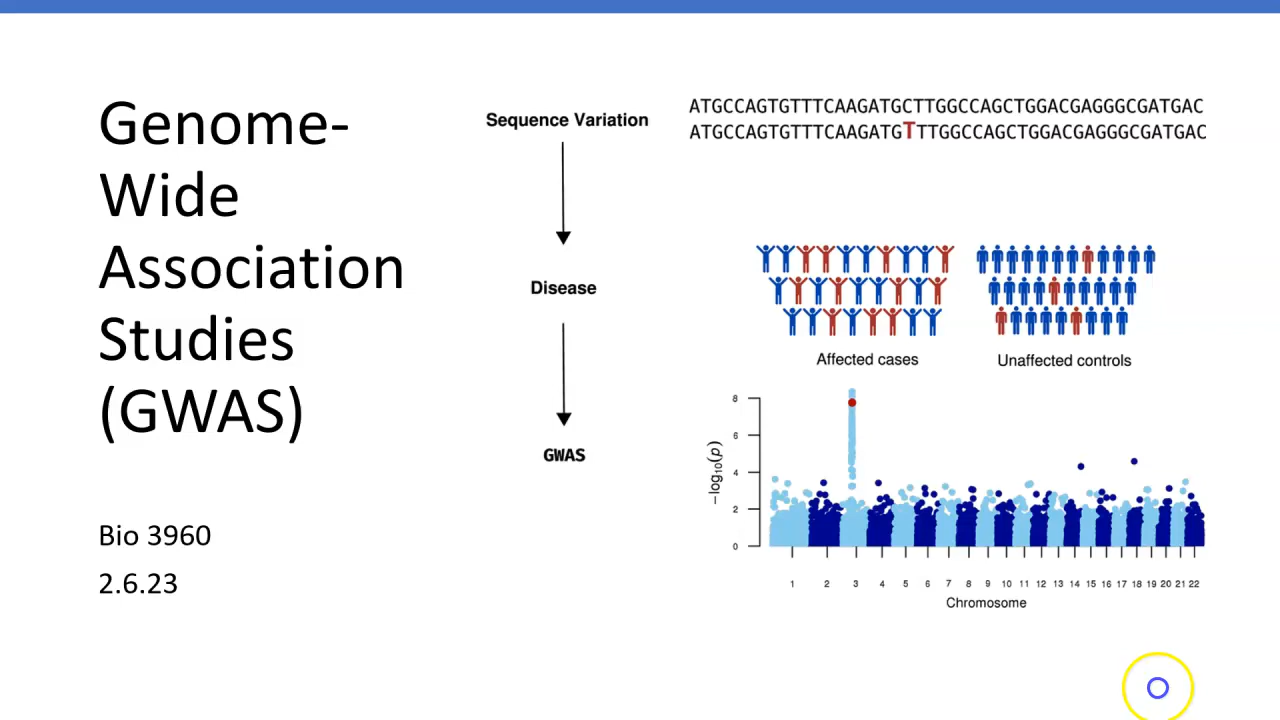 Genome-
Wide
Association
Studies
(GWAS)
Bio 3960
2.6.23
Sequence Variation
Disease
GWAS
ATGCCAGTGTTTCAAGATGCTTGGCCAGCTGGACGAGGGCGATGAC
ATGCCAGTGTTTCAAGATGTTTGGCCAGCTGGACGAGGGCGATGAC
Affected cases
Unaffected controls
8
6
4
2
0
−log10(p)
1 2 3 4 5 6 7 8 9 10 11 12 13 14 15 16 17 18 19 20 21 22
Chromosome